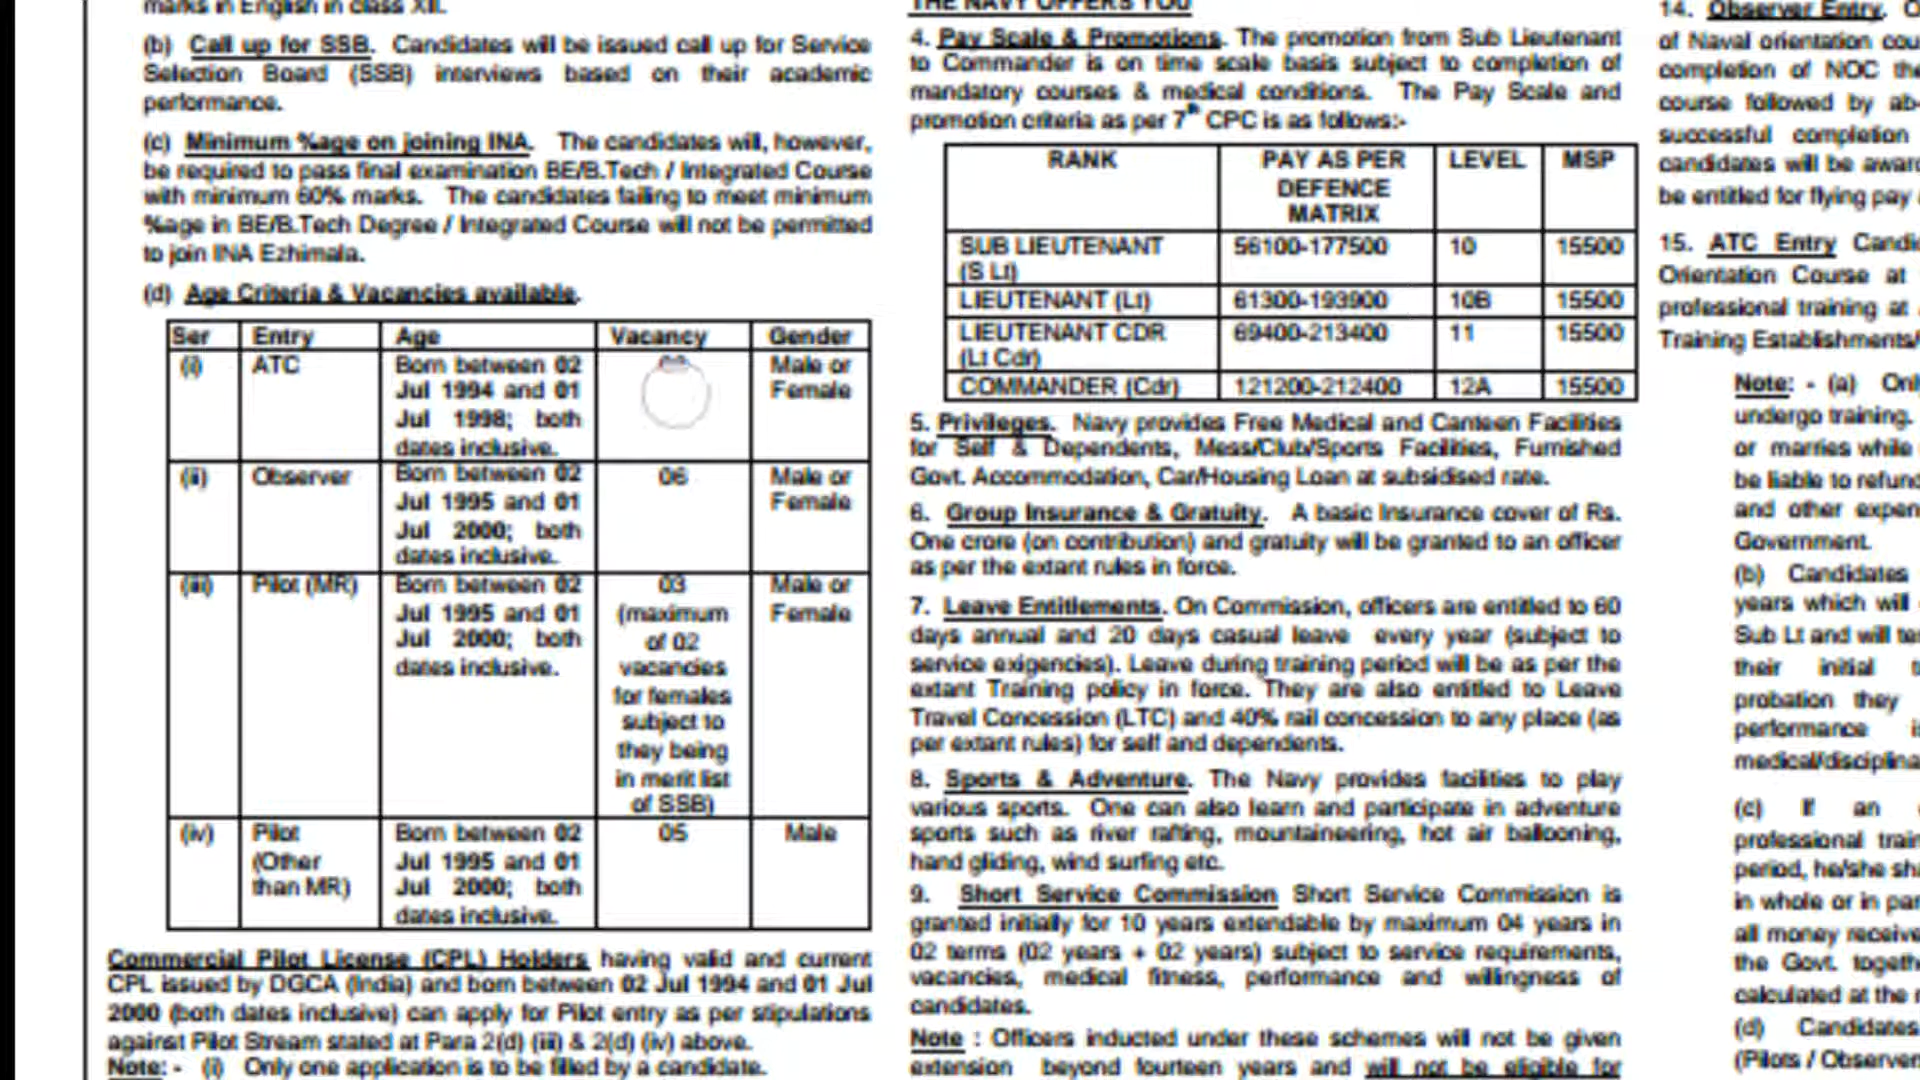 marks in English in class XII.
(b) Call up for SSB. Candidates will be issued call up for Service
Selection Board (SSB) interviews based on their academic
performance.
(c) Minimum %age on joining INA. The candidates will, however,
be required to pass final examination BE/B.Tech / Integrated Course
with minimum 60% marks. The candidates failing to meet minimum
%age in BE/B.Tech Degree / Integrated Course will not be permitted
to join INA Ezhimala.
(d) Age Criteria & Vacancies available.
Ser Entry Age Vacancy Gender
(i) ATC Born between 02 Male or
Jul 1994 and 01 Female
Jul 1998; both
dates inclusive.
(ii) Observer Born between 02 06 Male or
Jul 1995 and 01 Female
Jul 2000; both
dates inclusive.
(iii) Pilot (MR) Born between 02 03 Male or
Jul 1995 and 01 (maximum Female
Jul 2000; both of 02
dates inclusive. vacancies
for females
subject to
they being
in merit list
of SSB)
(iv) Pilot Born between 02 05 Male
(Other Jul 1995 and 01
than MR) Jul 2000; both
dates inclusive.
Commercial Pilot License (CPL) Holders having valid and current
CPL issued by DGCA (India) and born between 02 Jul 1994 and 01 Jul
2000 (both dates inclusive) can apply for Pilot entry as per stipulations
against Pilot Stream stated at Para 2(d) (iii) & 2(d) (iv) above.
Note: - (i) Only one application is to be filled by a candidate.
THE NAVY OFFERS YOU
4. Pay Scale & Promotions. The promotion from Sub Lieutenant
to Commander is on time scale basis subject to completion of
mandatory courses & medical conditions. The Pay Scale and
promotion criteria as per 7th CPC is as follows:-
RANK PAY AS PER LEVEL MSP
DEFENCE
MATRIX
SUB LIEUTENANT 56100-177500 10 15500
(S Lt)
LIEUTENANT (Lt) 61300-193900 10B 15500
LIEUTENANT CDR 69400-213400 11 15500
(Lt Cdr)
COMMANDER (Cdr) 121200-212400 12A 15500
5. Privileges. Navy provides Free Medical and Canteen Facilities
for Self & Dependents, Mess/Club/Sports Facilities, Furnished
Govt. Accommodation, Car/Housing Loan at subsidised rate.
6. Group Insurance & Gratuity. A basic Insurance cover of Rs.
One crore (on contribution) and gratuity will be granted to an officer
as per the extant rules in force.
7. Leave Entitlements. On Commission, officers are entitled to 60
days annual and 20 days casual leave every year (subject to
service exigencies). Leave during training period will be as per the
extant Training policy in force. They are also entitled to Leave
Travel Concession (LTC) and 40% rail concession to any place (as
per extant rules) for self and dependents.
8. Sports & Adventure. The Navy provides facilities to play
various sports. One can also learn and participate in adventure
sports such as river rafting, mountaineering, hot air ballooning,
hand gliding, wind surfing etc.
9. Short Service Commission Short Service Commission is
granted initially for 10 years extendable by maximum 04 years in
02 terms (02 years + 02 years) subject to service requirements,
vacancies, medical fitness, performance and willingness of
candidates.
Note : Officers inducted under these schemes will not be given
extension beyond fourteen years and will not be eligible for
14. Observer Entry.
of Naval orientation
completion of NOC
course followed by
successful completion
candidates will be
be entitled for flying pay
15. ATC Entry
Orientation Course at
professional training at
Training
Note: - (a)
undergo training.
or marries while
be liable to
and other
Government.
(b) Candidates
years which will
Sub Lt and will
their initial
probation they
performance
medical/
(c) If an
professional
period, he/she
in whole or in
all money
the Govt.
calculated at the
(d) Candidates
(Pilots /